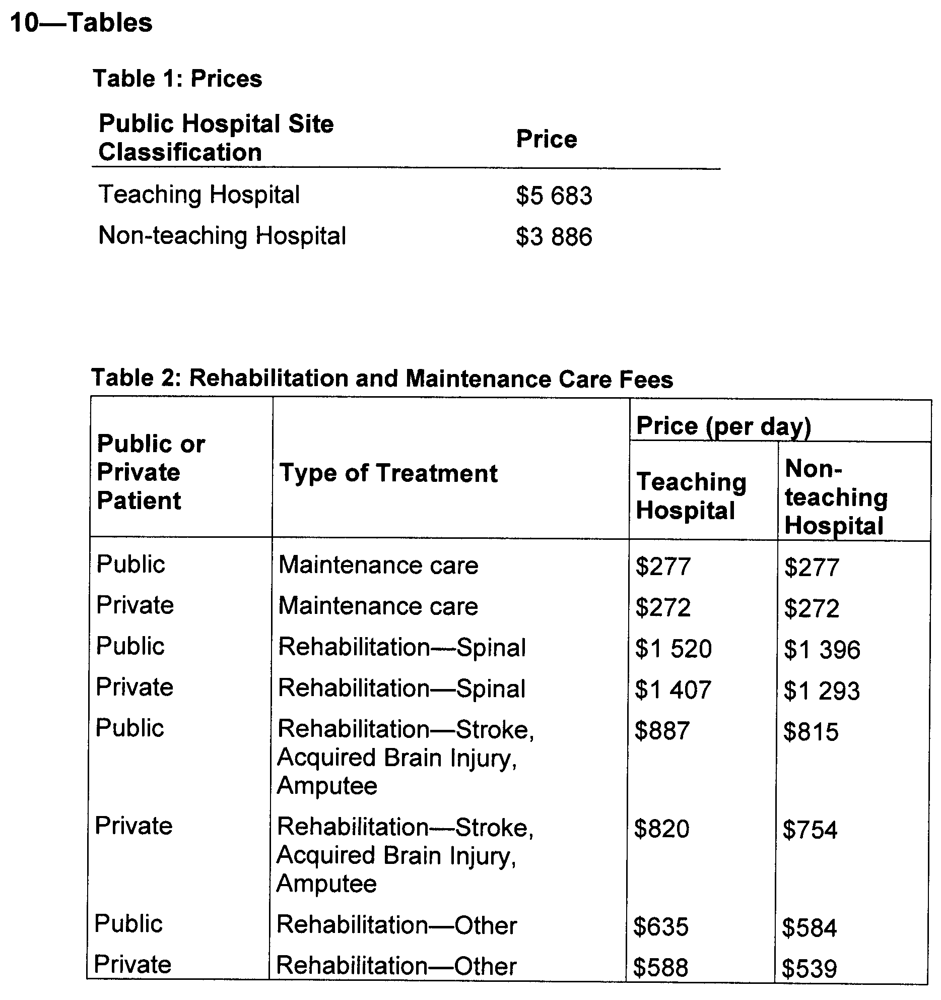 10—Tables
Table 1: Prices
Public Hospital Site
Classification
Price
Teaching Hospital $5 683
Non-teaching Hospital $3 886
Table 2: Rehabilitation and Maintenance Care Fees
Public or
Private
Patient
Type of Treatment
Price (per day)
Teaching
Hospital
Non-
teaching
Hospital
Public Maintenance care $277 $277
Private Maintenance care $272 $272
Public Rehabilitation—Spinal $1 520 $1 396
Private Rehabilitation—Spinal $1 407 $1 293
Public Rehabilitation—Stroke, $887 $815
Acquired Brain Injury,
Amputee
Private Rehabilitation—Stroke, $820 $754
Acquired Brain Injury,
Amputee
Public Rehabilitation—Other $635 $584
Private Rehabilitation—Other $588 $539